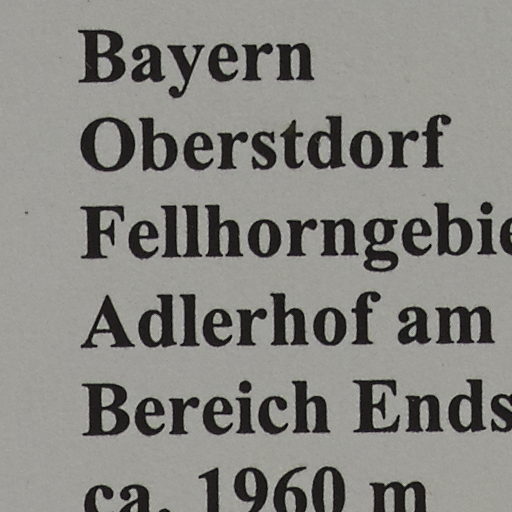 Bayern
Oberstdorf
Fellhorngebie
Adlerhof am
Bereich Ends
ca. 1960 m